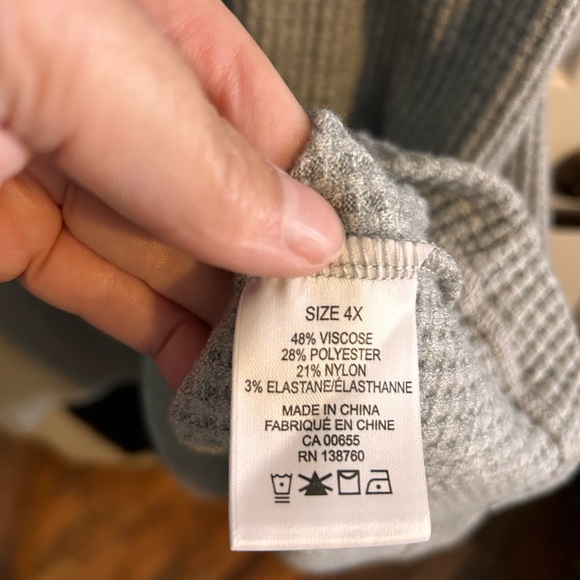 SIZE 4X
48% VISCOSE
28% POLYESTER
21% NYLON
3% ELASTANE/ÉLASTHANNE
MADE IN CHINA
FABRIQUÉ EN CHINE
CA 00655
RN 138760